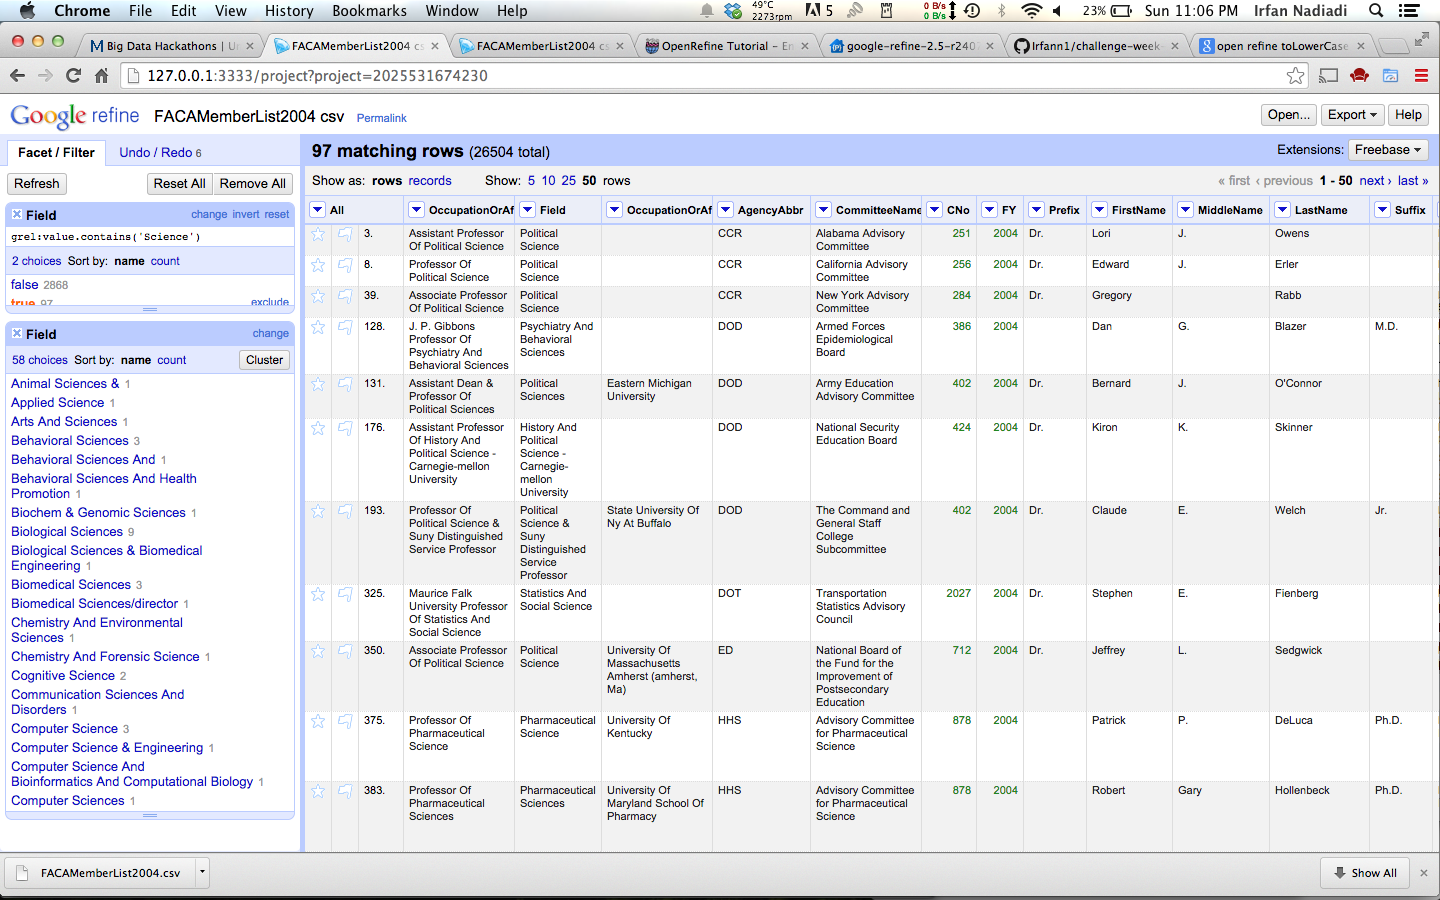 Chrome File Edit View History Bookmarks Window Help 49°C 2273rpm 5 0 B/s 0 B/s 23% Sun 11:06 PM Irfan Nadiadi
Big Data Hackathons | U
FACAMemberList2004 cs
FACAMemberList2004 cs
OpenRefine Tutorial – En
google-refine-2.5-r240
Irfann1/challenge-week
open refine toLowerCase
127.0.0.1:3333/project?project=2025531674230
Google refine FACAMemberList2004 csv Permalink Open... Export Help
Facet / Filter Undo / Redo 6 97 matching rows (26504 total) Extensions: Freebase
Refresh Reset All Remove All Show as: rows records Show: 5 10 25 50 rows « first ‹ previous 1 - 50 next › last »
Field change invert reset
grel:value.contains('Science')
2 choices Sort by: name count
false 2868
true 97 exclude
Field change
58 choices Sort by: name count Cluster
Animal Sciences & 1
Applied Science 1
Arts And Sciences 1
Behavioral Sciences 3
Behavioral Sciences And 1
Behavioral Sciences And Health
Promotion 1
Biochem & Genomic Sciences 1
Biological Sciences 9
Biological Sciences & Biomedical
Engineering 1
Biomedical Sciences 3
Biomedical Sciences/director 1
Chemistry And Environmental
Sciences 1
Chemistry And Forensic Science 1
Cognitive Science 2
Communication Sciences And
Disorders 1
Computer Science 3
Computer Science & Engineering 1
Computer Science And
Bioinformatics And Computational Biology 1
Computer Sciences 1
All OccupationOrAf Field OccupationOrAf AgencyAbbr CommitteeName CNo FY Prefix FirstName MiddleName LastName Suffix
3. Assistant Professor Political CCR Alabama Advisory 251 2004 Dr. Lori J. Owens
Of Political Science Science Committee
8. Professor Of Political CCR California Advisory 256 2004 Dr. Edward J. Erler
Political Science Science Committee
39. Associate Professor Political CCR New York Advisory 284 2004 Dr. Gregory Rabb
Of Political Science Science Committee
128. J. P. Gibbons Psychiatry And DOD Armed Forces 386 2004 Dan G. Blazer M.D.
Professor Of Behavioral Epidemiological
Psychiatry And Sciences Board
Behavioral Sciences
131. Assistant Dean & Political Eastern Michigan DOD Army Education 402 2004 Dr. Bernard J. O'Connor
Professor Of Sciences University Advisory Committee
Political Sciences
176. Assistant Professor History And DOD National Security 424 2004 Dr. Kiron K. Skinner
Of History And Political Education Board
Political Science - Science -
Carnegie-mellon Carnegie-
University mellon
University
193. Professor Of Political State University Of DOD The Command and 402 2004 Dr. Claude E. Welch Jr.
Political Science & Science & Ny At Buffalo General Staff
Suny Distinguished Suny College
Service Professor Distinguished Subcommittee
Service
Professor
325. Maurice Falk Statistics And DOT Transportation 2027 2004 Dr. Stephen E. Fienberg
University Professor Social Science Statistics Advisory
Of Statistics And Council
Social Science
350. Associate Professor Political University Of ED National Board of 712 2004 Dr. Jeffrey L. Sedgwick
Of Political Science Science Massachusetts the Fund for the
Amherst (amherst, Improvement of
Ma) Postsecondary
Education
375. Professor Of Pharmaceutical University Of HHS Advisory Committee 878 2004 Patrick P. DeLuca Ph.D.
Pharmaceutical Science Kentucky for Pharmaceutical
Science Science
383. Professor Of Pharmaceutical University Of HHS Advisory Committee 878 2004 Robert Gary Hollenbeck Ph.D.
Pharmaceutical Sciences Maryland School Of for Pharmaceutical
Sciences Pharmacy Science
FACAMemberList2004.csv Show All